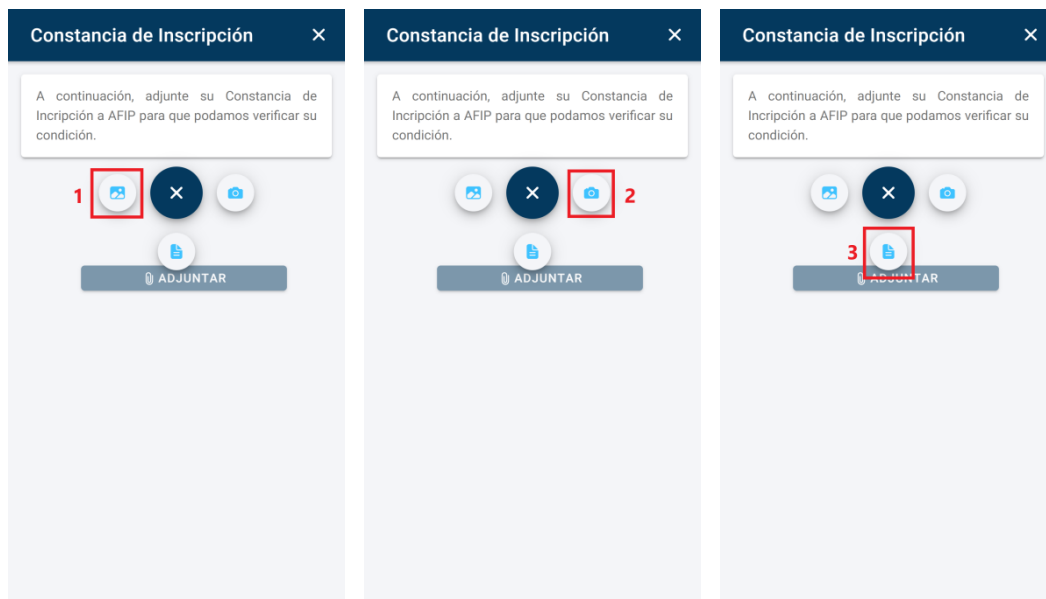 Constancia de Inscripción
A continuación, adjunte su Constancia de
Incripción a AFIP para que podamos verificar su
condición.
1
ADJUNTAR
Constancia de Inscripción
A continuación, adjunte su Constancia de
Incripción a AFIP para que podamos verificar su
condición.
2
ADJUNTAR
Constancia de Inscripción
A continuación, adjunte su Constancia de
Incripción a AFIP para que podamos verificar su
condición.
3
ADJUNTAR